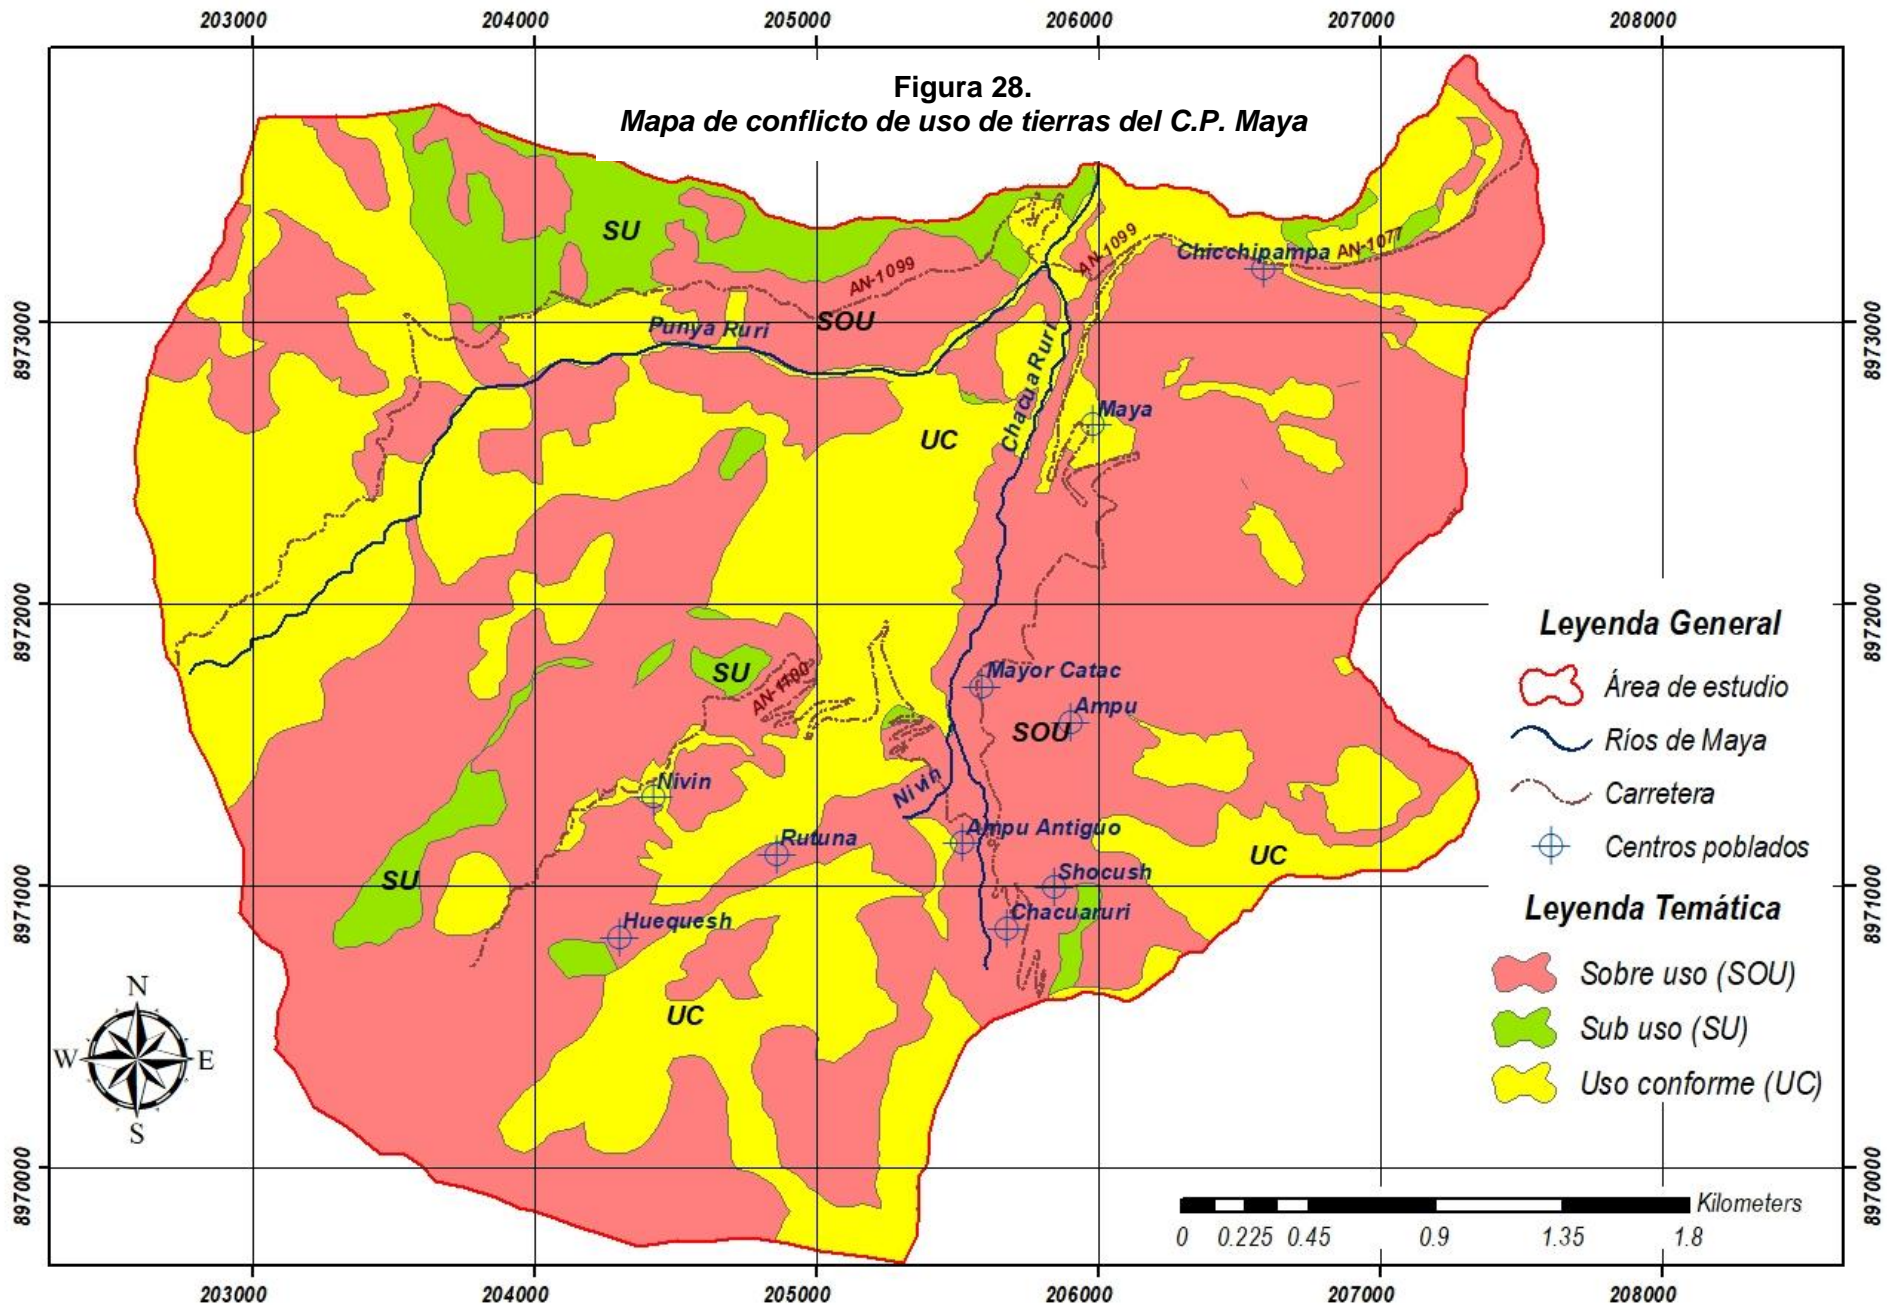 203000 204000 205000 206000 207000 208000
Figura 28.
Mapa de conflicto de uso de tierras del C.P. Maya
SU
AN-1099
AN-1099
Chicchipampa
AN-1077
8973000
Punya Ruri
SOU
8973000
Chacua Ruri
Maya
UC
8972000
8972000
SU
AN-1100
Mayor Catac
Ampu
SOU
Nivin
Nivin
Rutuna
Ampu Antiguo
UC
SU
Shocush
Chacuaruri
Huequesh
8971000
8971000
UC
Leyenda General
Área de estudio
Ríos de Maya
Carretera
Centros poblados
Leyenda Temática
Sobre uso (SOU)
Sub uso (SU)
Uso conforme (UC)
N
W
E
S
8970000
8970000
Kilometers
0 0.225 0.45 0.9 1.35 1.8
203000 204000 205000 206000 207000 208000